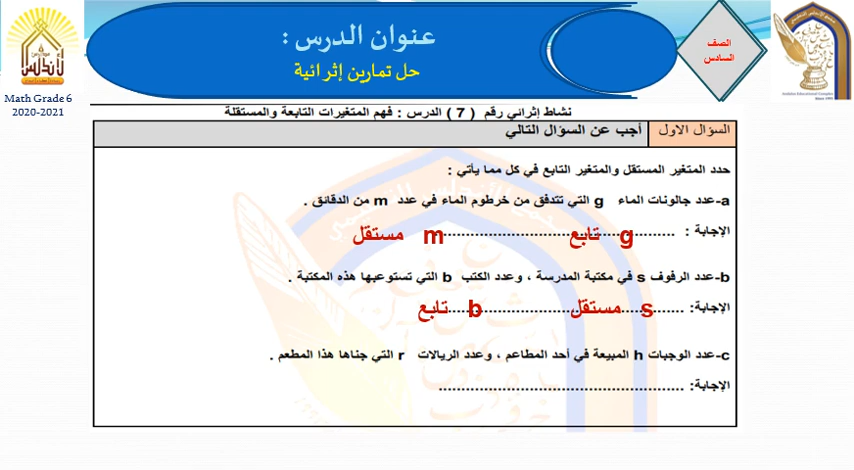 عنوان الدرس :
حل تمارين إثرائية
الصف
السادس
Math Grade 6
2020-2021
نشاط إثرائي رقم ( 7 ) الدرس : فهم المتغيرات التابعة والمستقلة
السؤال الاول أجب عن السؤال التالي
حدد المتغير المستقل والمتغير التابع في كل مما يأتي :
a-عدد جالونات الماء g التي تتدفق من خرطوم الماء في عدد m من الدقائق .
الإجابة : g تابع m مستقل
b-عدد الرفوف s في مكتبة المدرسة ، وعدد الكتب b التي تستوعبها هذه المكتبة .
الإجابة: s مستقل b تابع
c-عدد الوجبات h المبيعة في أحد المطاعم ، وعدد الريالات r التي جناها هذا المطعم .
الإجابة: ..................................................